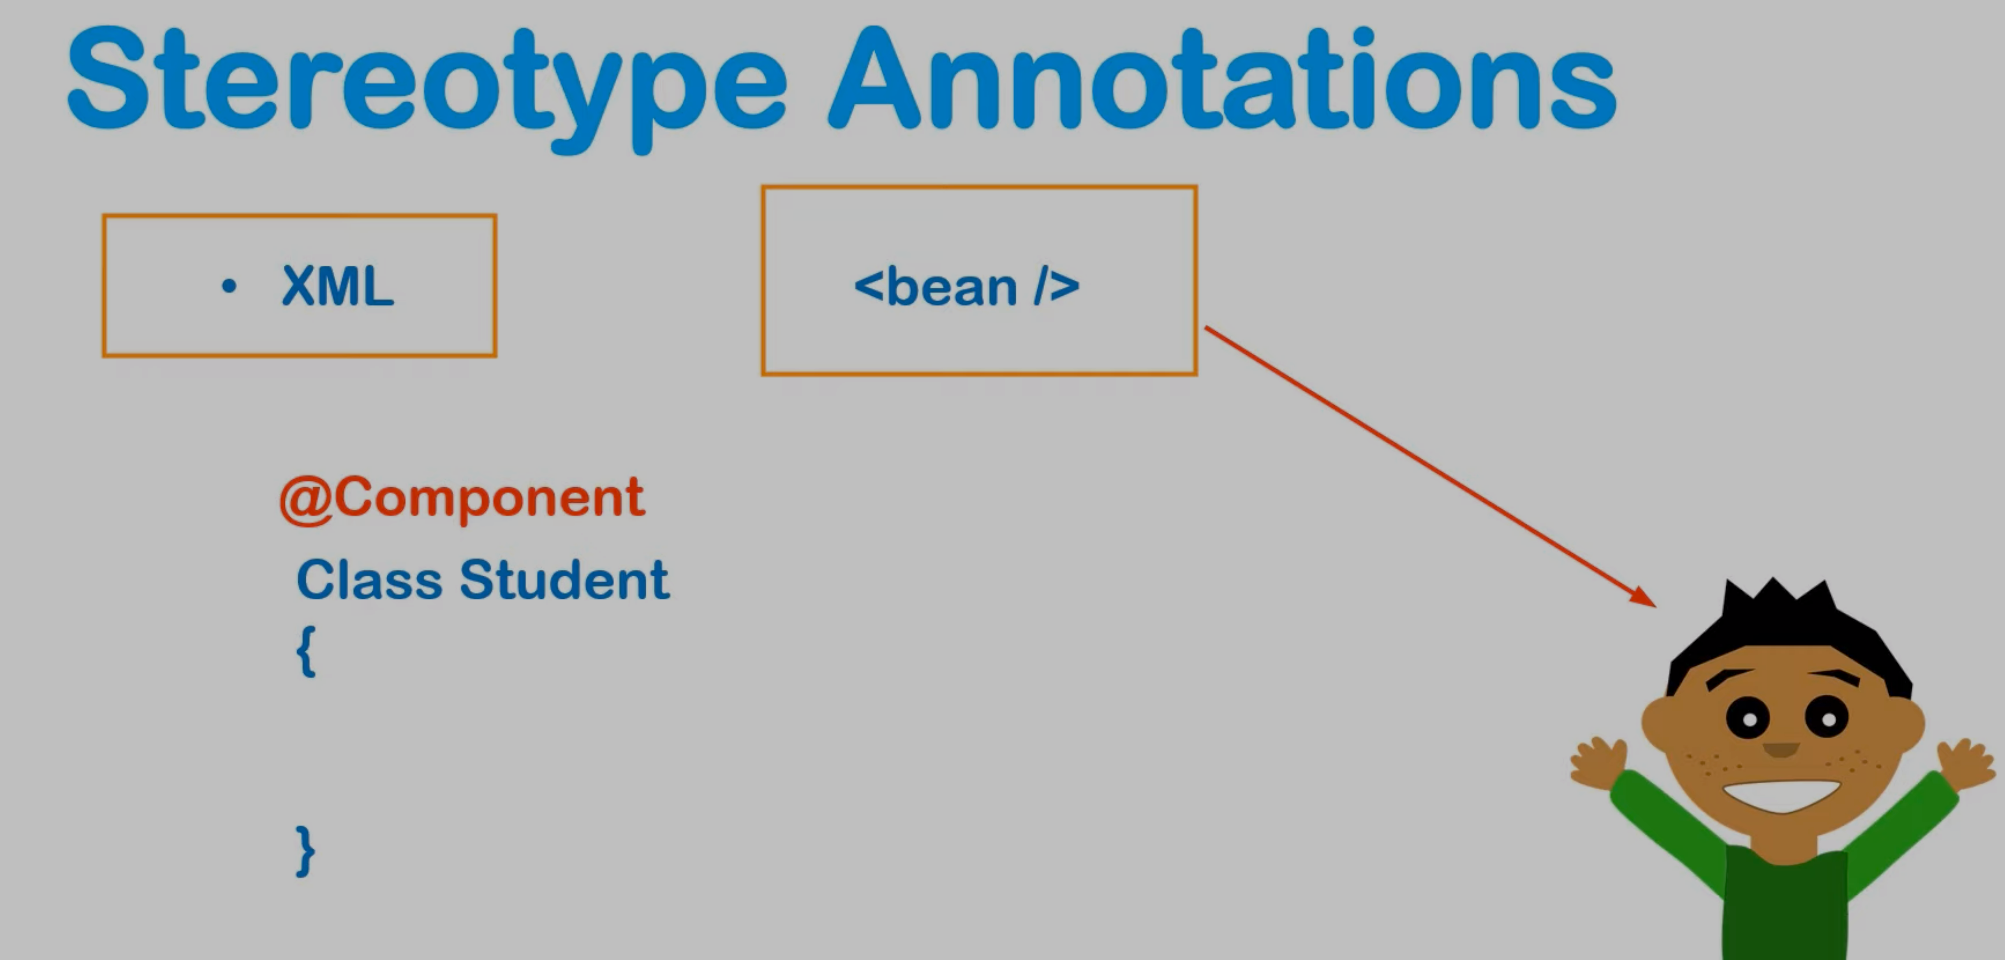 Stereotype Annotations
• XML
<bean />
@Component
Class Student
{
}